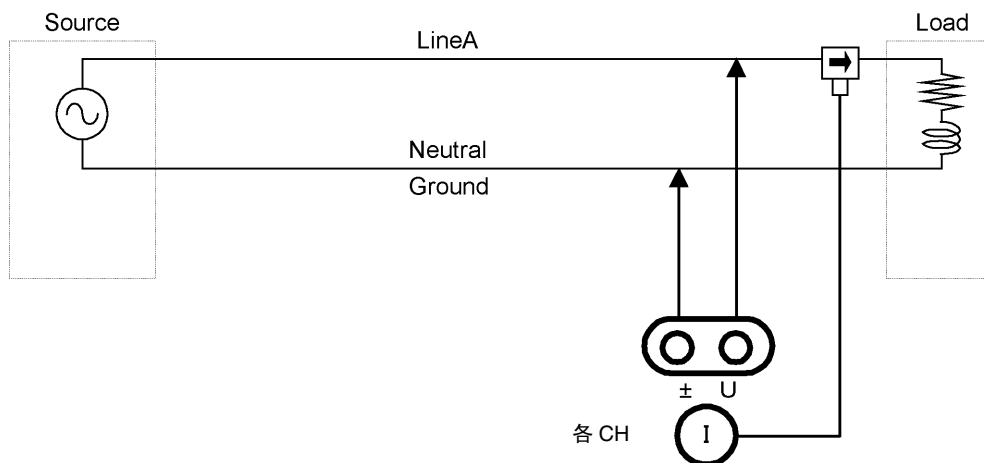 Source
Load
LineA
Neutral
Ground
± U
各 CH
I